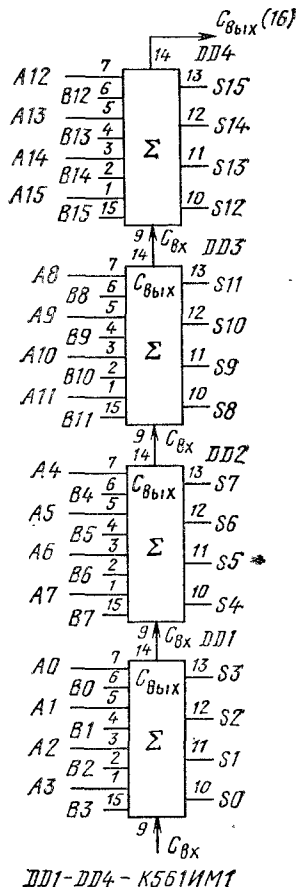 Cвых (16)
14 DD4
A12 7 13 S15
B12 6
A13 5 12 S14
B13 4 Σ
A14 3 11 S13
B14 2
A15 1 10 S12
B15 15
9 Cвх DD3
14
A8 7 Cвых 13 S11
B8 6
A9 5 12 S10
B9 4 Σ
A10 3 11 S9
B10 2
A11 1 10 S8
B11 15
9 Cвх DD2
14
A4 7 Cвых 13 S7
B4 6
A5 5 12 S6
B5 4 Σ
A6 3 11 S5
B6 2
A7 1 10 S4
B7 15
9 Cвх DD1
14
A0 7 Cвых 13 S3
B0 6
A1 5 12 S2
B1 4 Σ
A2 3 11 S1
B2 2
A3 1 10 S0
B3 15
9 Cвх
DD1-DD4 - К561ИМ1